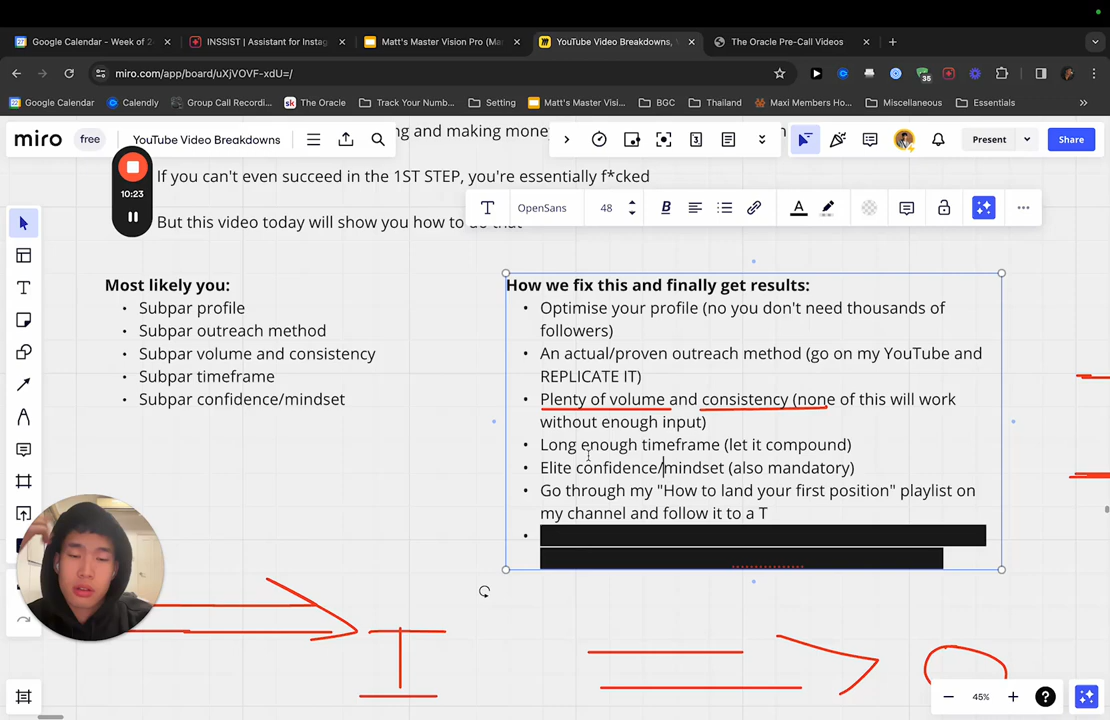 Google Calendar - Week of 2
INSSIST | Assistant for Instag
Matt's Master Vision Pro (Ma
YouTube Video Breakdowns, Y
The Oracle Pre-Call Videos
miro.com/app/board/uXjVOVF-xdU=/
35
Google Calendar
Calendly
Group Call Recordi...
sk The Oracle
Track Your Numb...
Setting
Matt's Master Visi...
BGC
Thailand
Maxi Members Ho...
Miscellaneous
Essentials
miro
free
YouTube Video Breakdowns
3
Present
Share
ng and making money
10:23
If you can't even succeed in the 1ST STEP, you're essentially f*cked
But this video today will show you how to do that
OpenSans
48
B
A
Most likely you:
• Subpar profile
• Subpar outreach method
• Subpar volume and consistency
• Subpar timeframe
• Subpar confidence/mindset
How we fix this and finally get results:
• Optimise your profile (no you don't need thousands of
followers)
• An actual/proven outreach method (go on my YouTube and
REPLICATE IT)
• Plenty of volume and consistency (none of this will work
without enough input)
• Long enough timeframe (let it compound)
• Elite confidence/mindset (also mandatory)
• Go through my "How to land your first position" playlist on
my channel and follow it to a T
I
45%